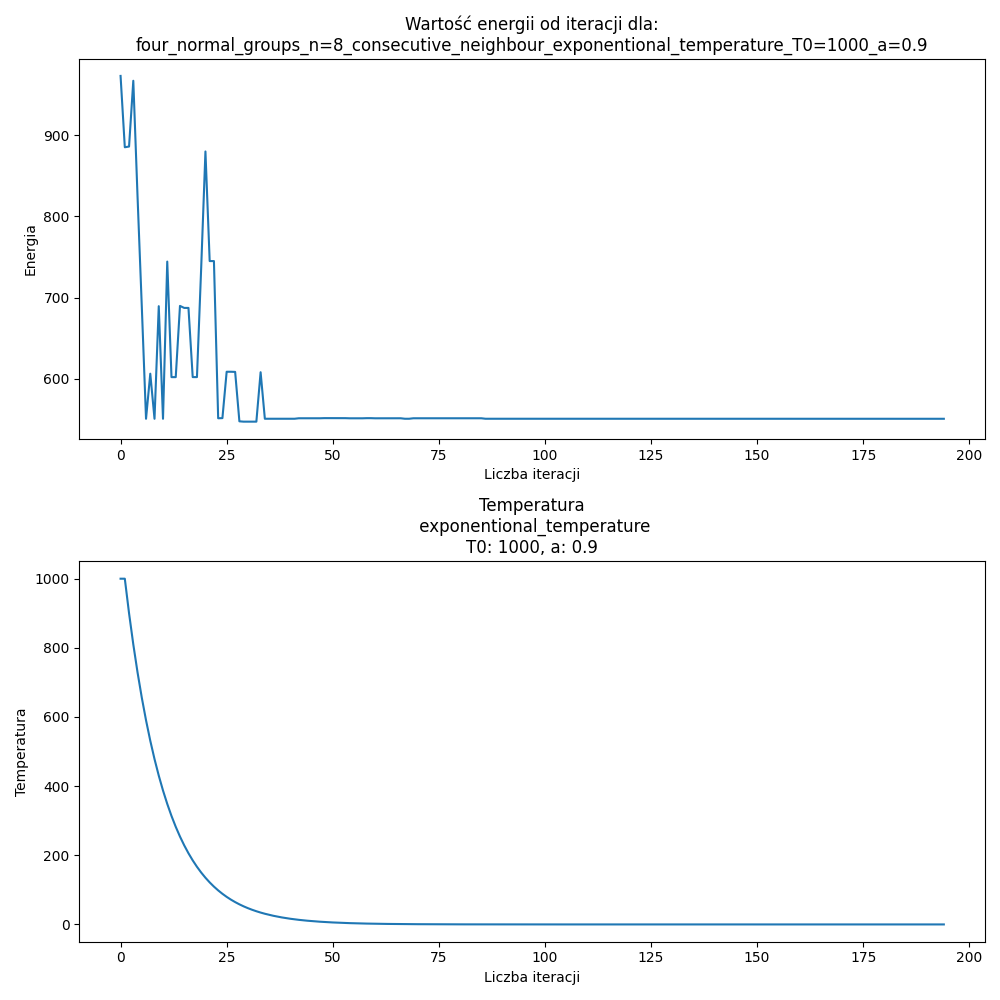 Wartość energii od iteracji dla:
four_normal_groups_n=8_consecutive_neighbour_exponentional_temperature_T0=1000_a=0.9
900
800
700
600
Energia
0 25 50 75 100 125 150 175 200
Liczba iteracji
Temperatura
exponentional_temperature
T0: 1000, a: 0.9
1000
800
600
400
200
0
Temperatura
0 25 50 75 100 125 150 175 200
Liczba iteracji